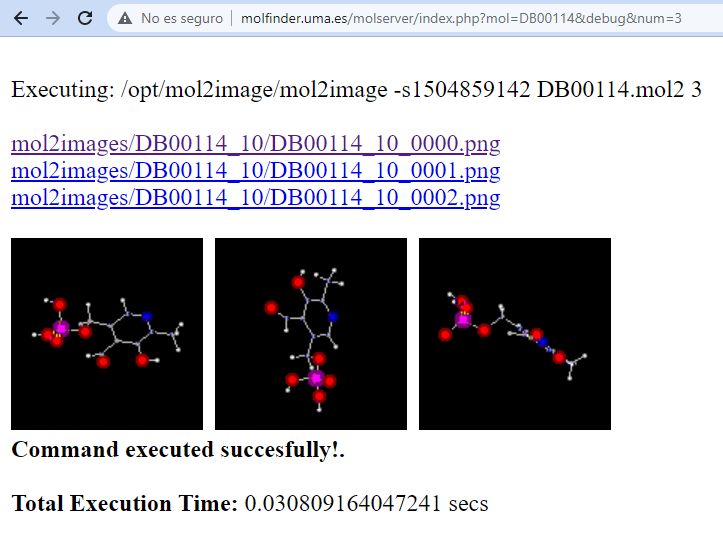 No es seguro molfinder.uma.es/molserver/index.php?mol=DB00114&debug&num=3
Executing: /opt/mol2image/mol2image -s1504859142 DB00114.mol2 3
mol2images/DB00114_10/DB00114_10_0000.png
mol2images/DB00114_10/DB00114_10_0001.png
mol2images/DB00114_10/DB00114_10_0002.png
Command executed succesfully!.
Total Execution Time: 0.030809164047241 secs